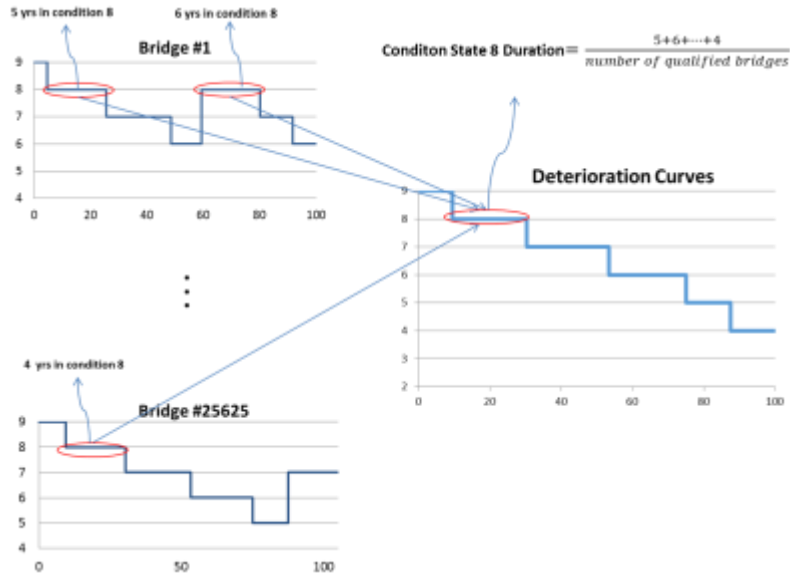 5 yrs in condition 8
6 yrs in condition 8
Bridge #1
9
8
7
6
5
4
0 20 40 60 80 100
Conditon State 8 Duration= 5+6+⋯+4
number of qualified bridges
Deterioration Curves
9
8
7
6
5
4
3
2
0 20 40 60 80 100
4 yrs in condition 8
Bridge #25625
9
8
7
6
5
4
0 50 100